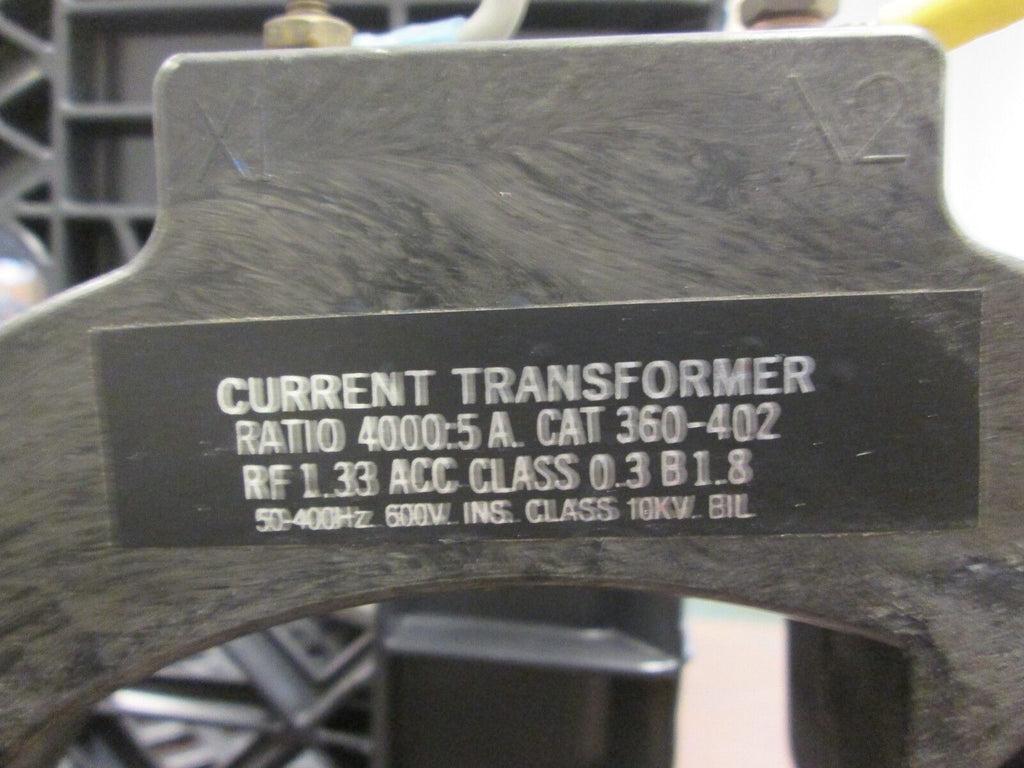 X1
X2
CURRENT TRANSFORMER
RATIO 4000:5 A. CAT 360-402
RF 1.33 ACC. CLASS 0.3 B 1.8
50-400Hz. 600V. INS. CLASS 10KV. BIL